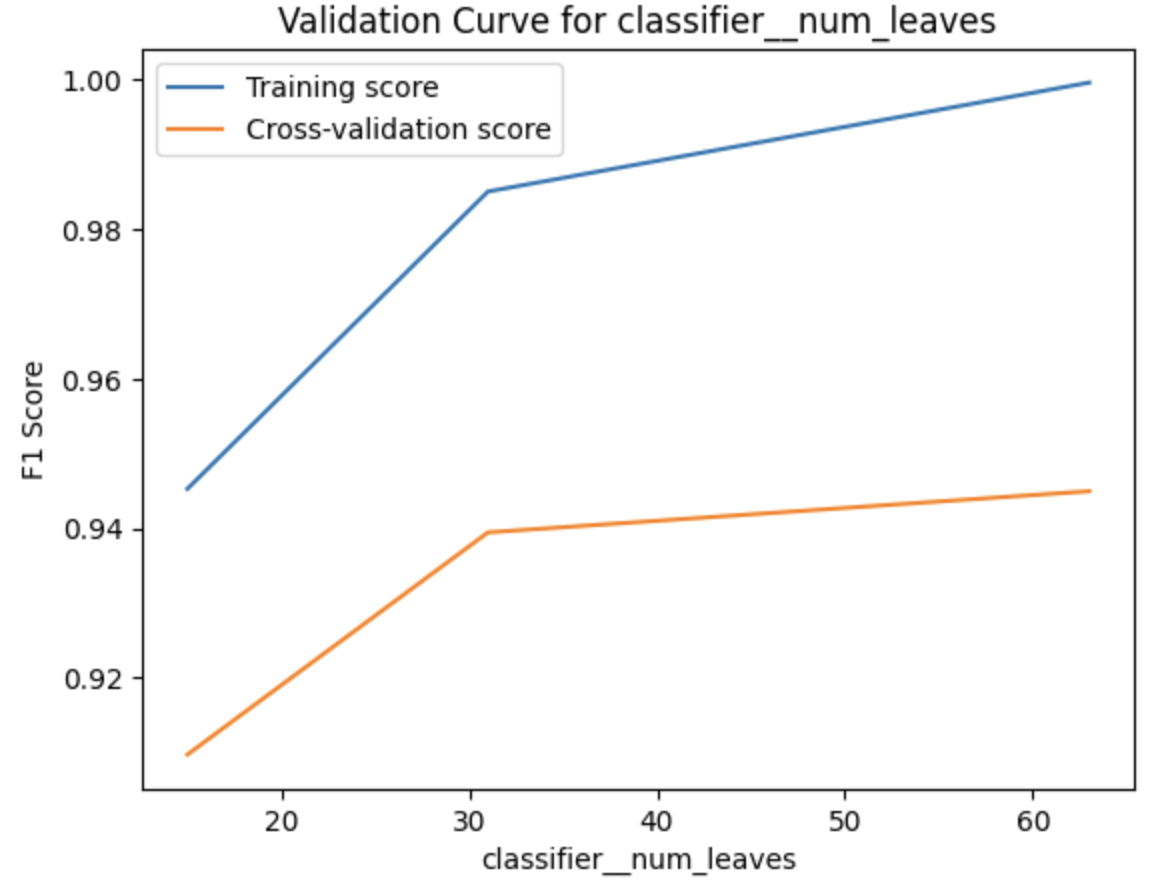 Validation Curve for classifier__num_leaves
Training score
Cross-validation score
1.00
0.98
0.96
0.94
0.92
F1 Score
20 30 40 50 60
classifier__num_leaves